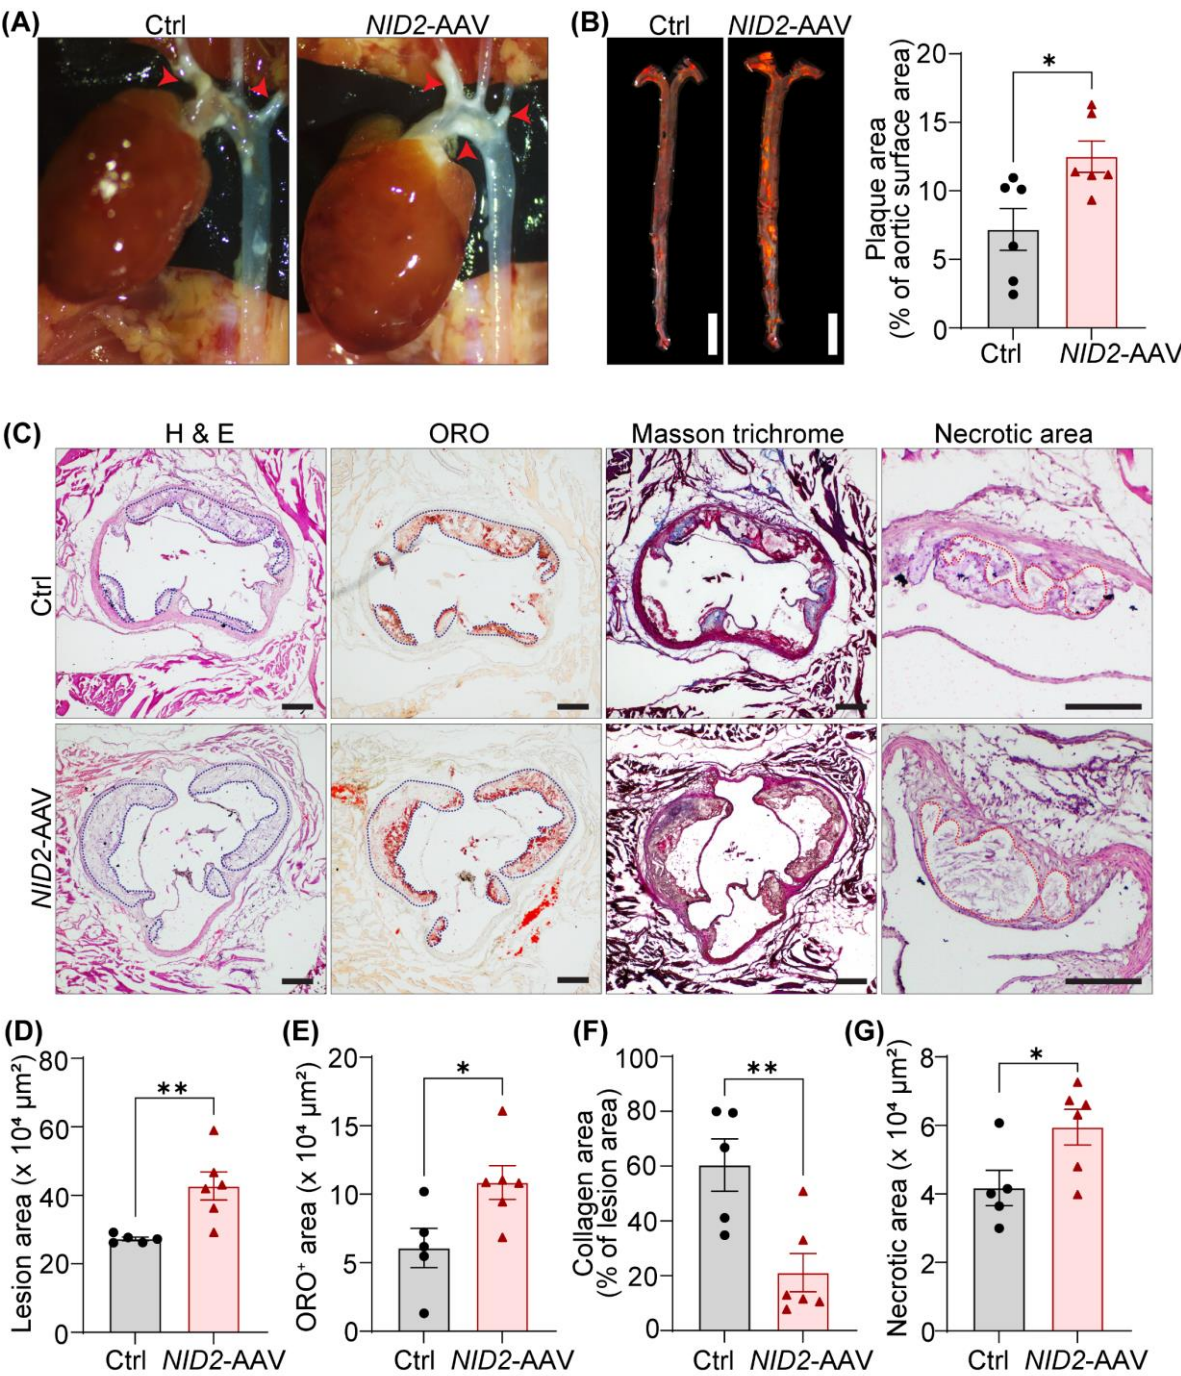 (A)
Ctrl
NID2-AAV
(B)
Ctrl
NID2-AAV
Plaque area
(% of aortic surface area)
20
15
10
5
0
*
Ctrl
NID2-AAV
(C)
H & E
ORO
Masson trichrome
Necrotic area
Ctrl
NID2-AAV
(D)
Lesion area (x 10⁴ μm²)
80
60
40
20
0
**
Ctrl
NID2-AAV
(E)
ORO⁺ area (x 10⁴ μm²)
20
15
10
5
0
*
Ctrl
NID2-AAV
(F)
Collagen area
(% of lesion area)
100
80
60
40
20
0
**
Ctrl
NID2-AAV
(G)
Necrotic area (x 10⁴ μm²)
8
6
4
2
0
*
Ctrl
NID2-AAV